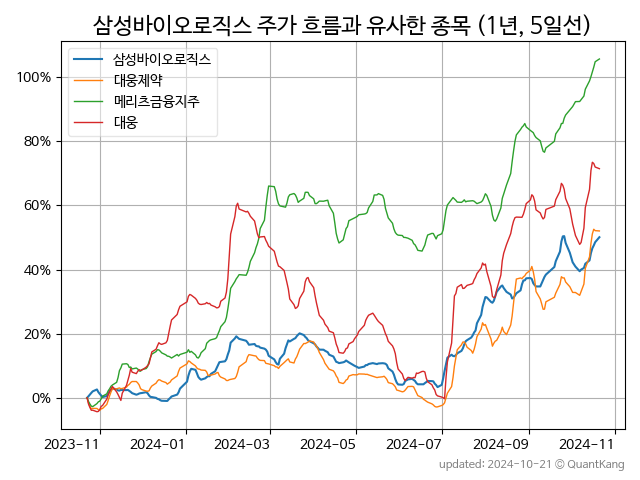 삼성바이오로직스 주가 흐름과 유사한 종목 (1년, 5일선)
삼성바이오로직스
대웅제약
메리츠금융지주
대웅
100%
80%
60%
40%
20%
0%
2023-11
2024-01
2024-03
2024-05
2024-07
2024-09
2024-11
updated: 2024-10-21 © QuantKang